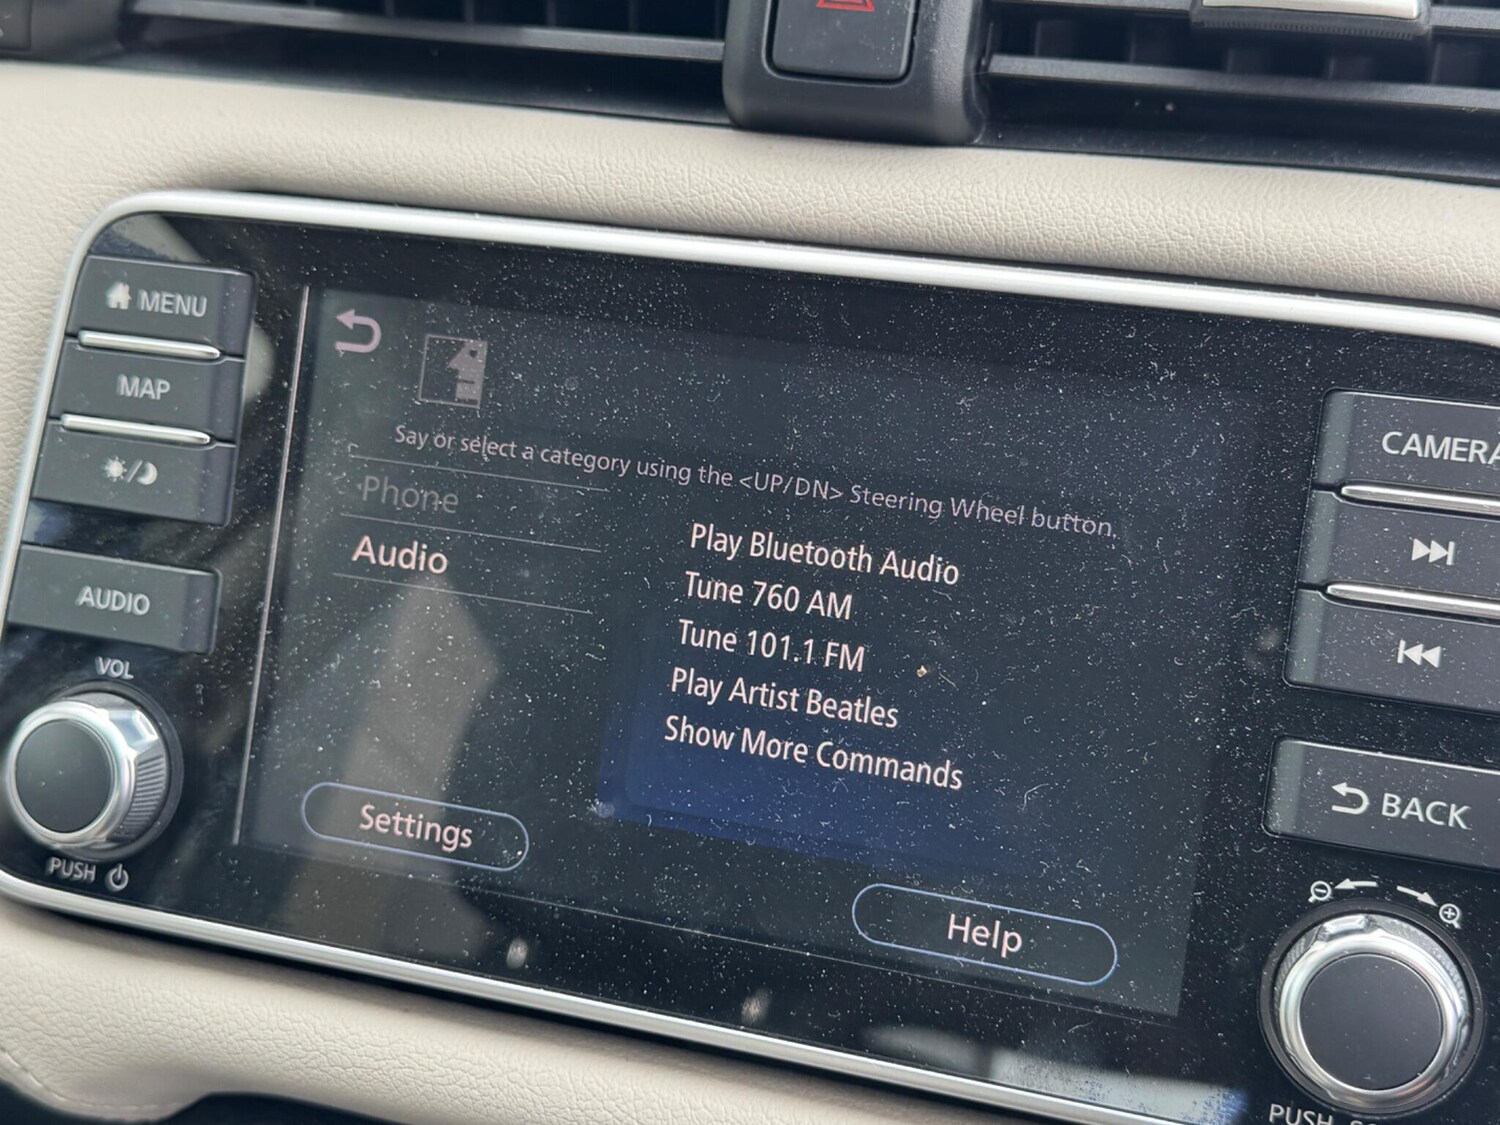 MENU
MAP
AUDIO
VOL
PUSH
Say or select a category using the <UP/DN> Steering Wheel button.
Phone
Audio
Play Bluetooth Audio
Tune 760 AM
Tune 101.1 FM
Play Artist Beatles
Show More Commands
Settings
Help
CAMERA
BACK
PUSH